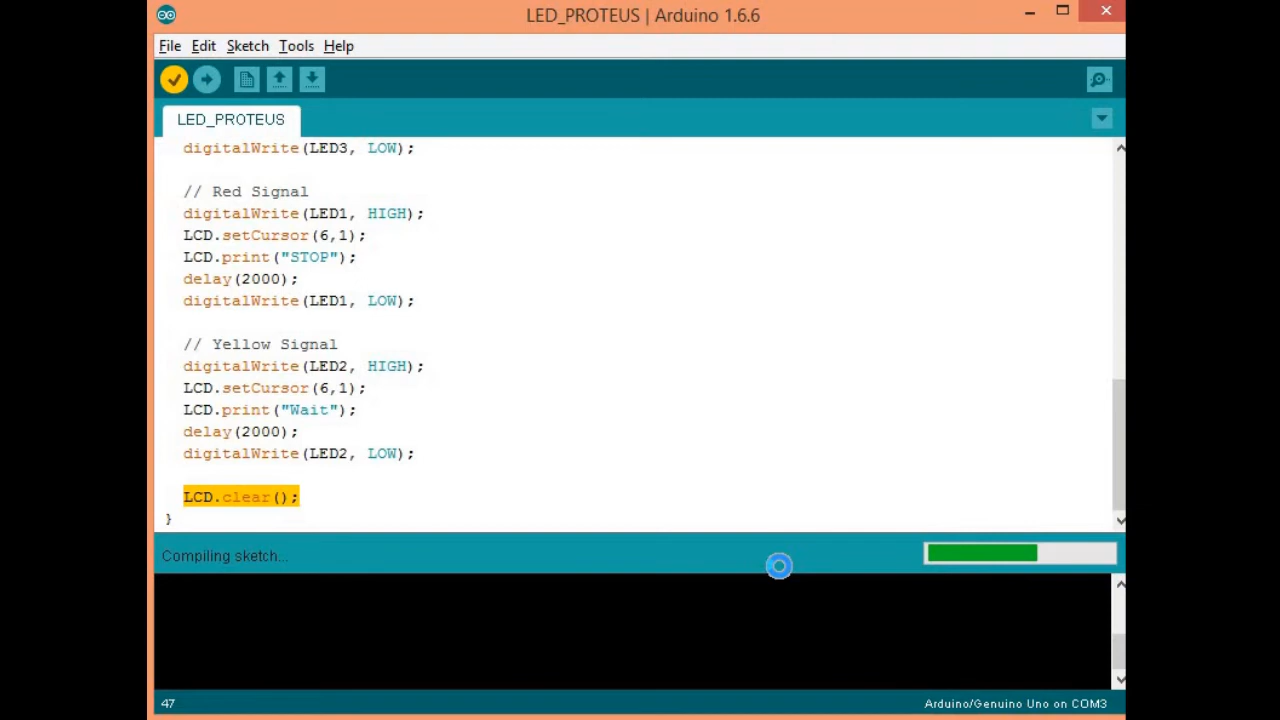 LED_PROTEUS | Arduino 1.6.6
File Edit Sketch Tools Help
LED_PROTEUS
digitalWrite(LED3, LOW);
// Red Signal
digitalWrite(LED1, HIGH);
LCD.setCursor(6,1);
LCD.print("STOP");
delay(2000);
digitalWrite(LED1, LOW);
// Yellow Signal
digitalWrite(LED2, HIGH);
LCD.setCursor(6,1);
LCD.print("Wait");
delay(2000);
digitalWrite(LED2, LOW);
LCD.clear();
}
Compiling sketch...
47 Arduino/Genuino Uno on COM3